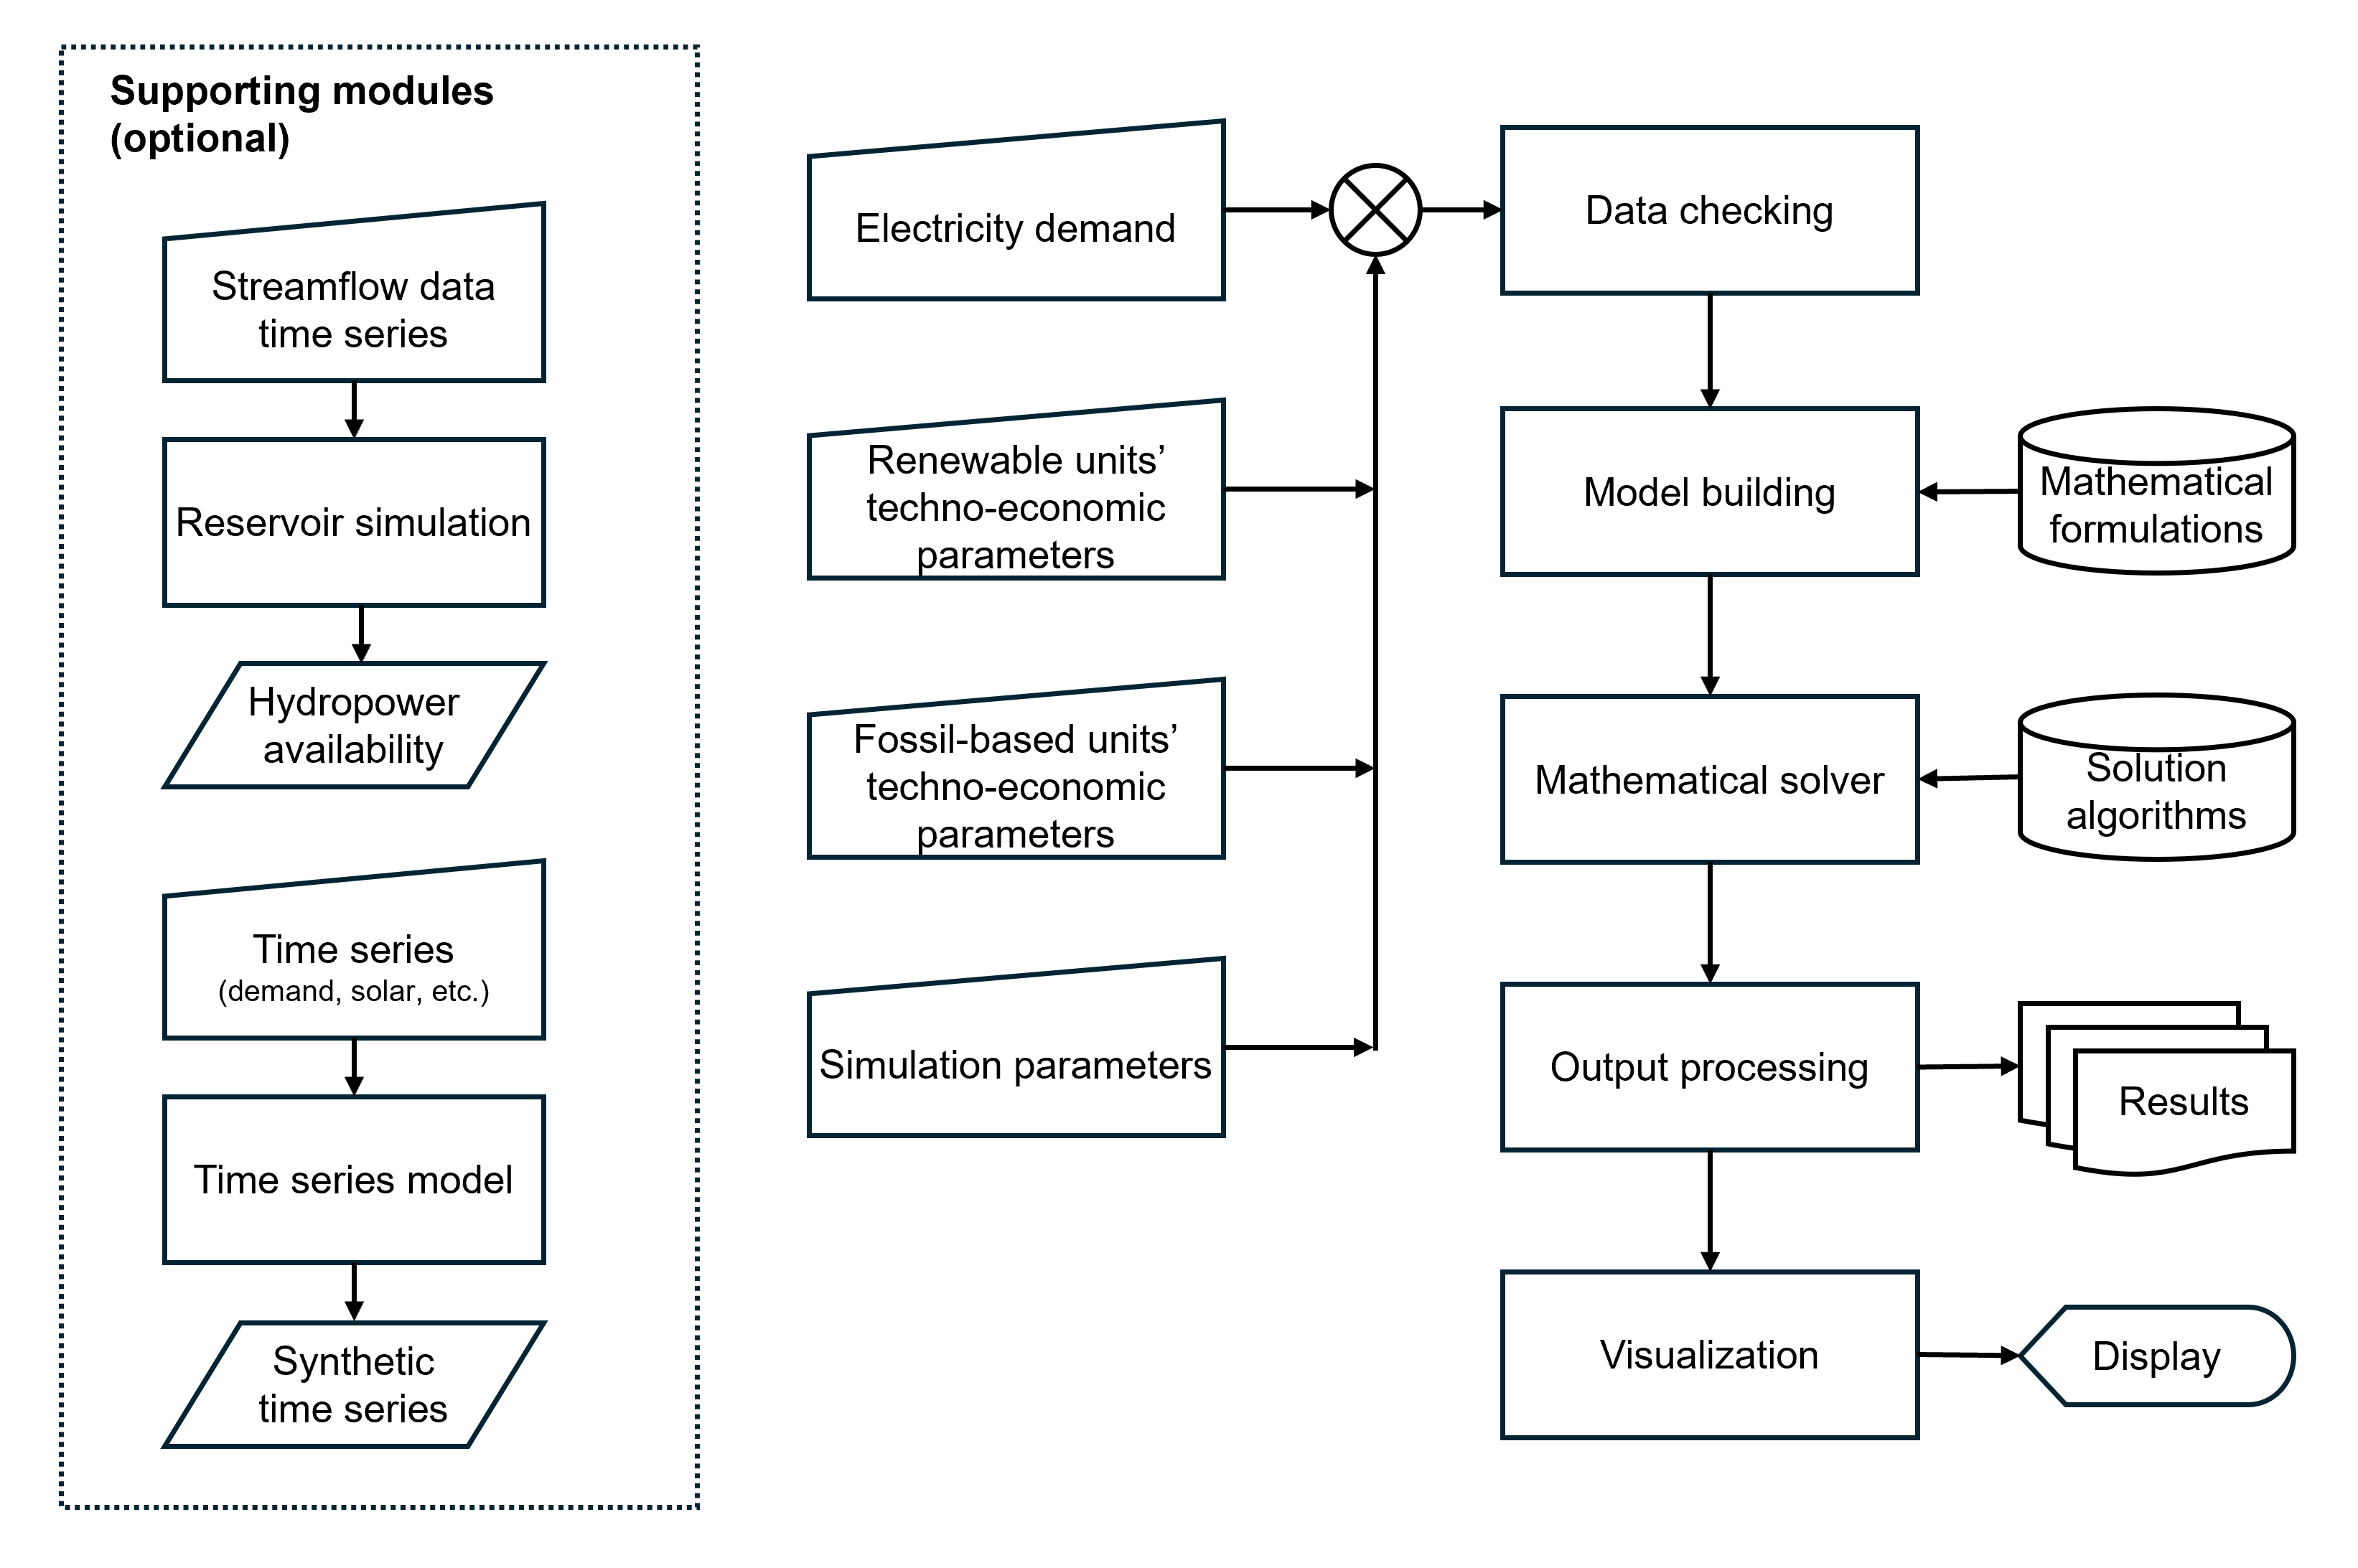 Supporting modules
(optional)
Streamflow data
time series
Reservoir simulation
Hydropower
availability
Time series
(demand, solar, etc.)
Time series model
Synthetic
time series
Electricity demand
Renewable units’
techno-economic
parameters
Fossil-based units’
techno-economic
parameters
Simulation parameters
Data checking
Model building
Mathematical solver
Output processing
Visualization
Mathematical
formulations
Solution
algorithms
Results
Display